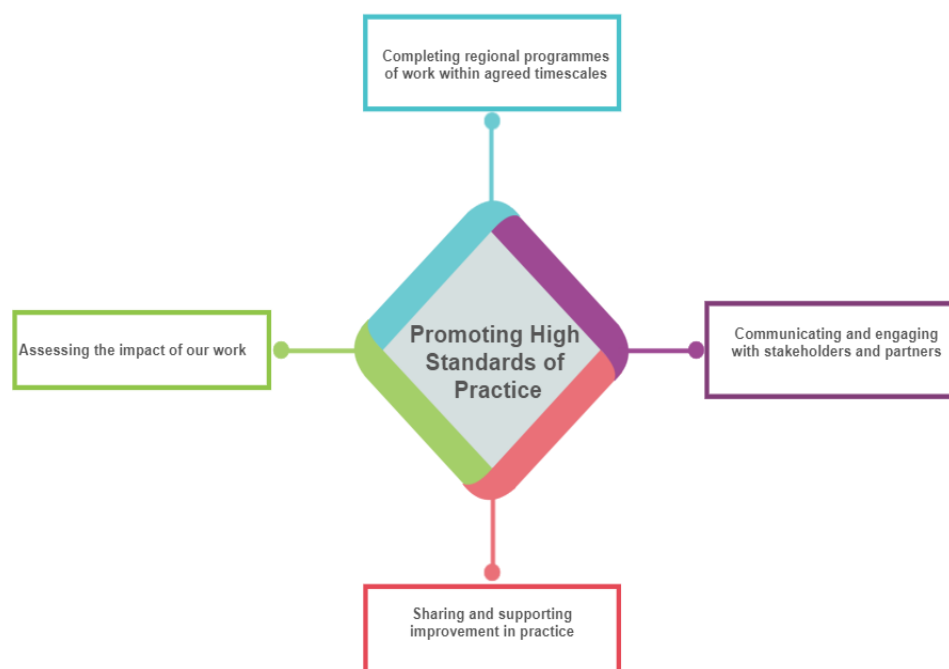 Completing regional programmes
of work within agreed timescales
Promoting High
Standards of
Practice
Assessing the impact of our work
Communicating and engaging
with stakeholders and partners
Sharing and supporting
improvement in practice